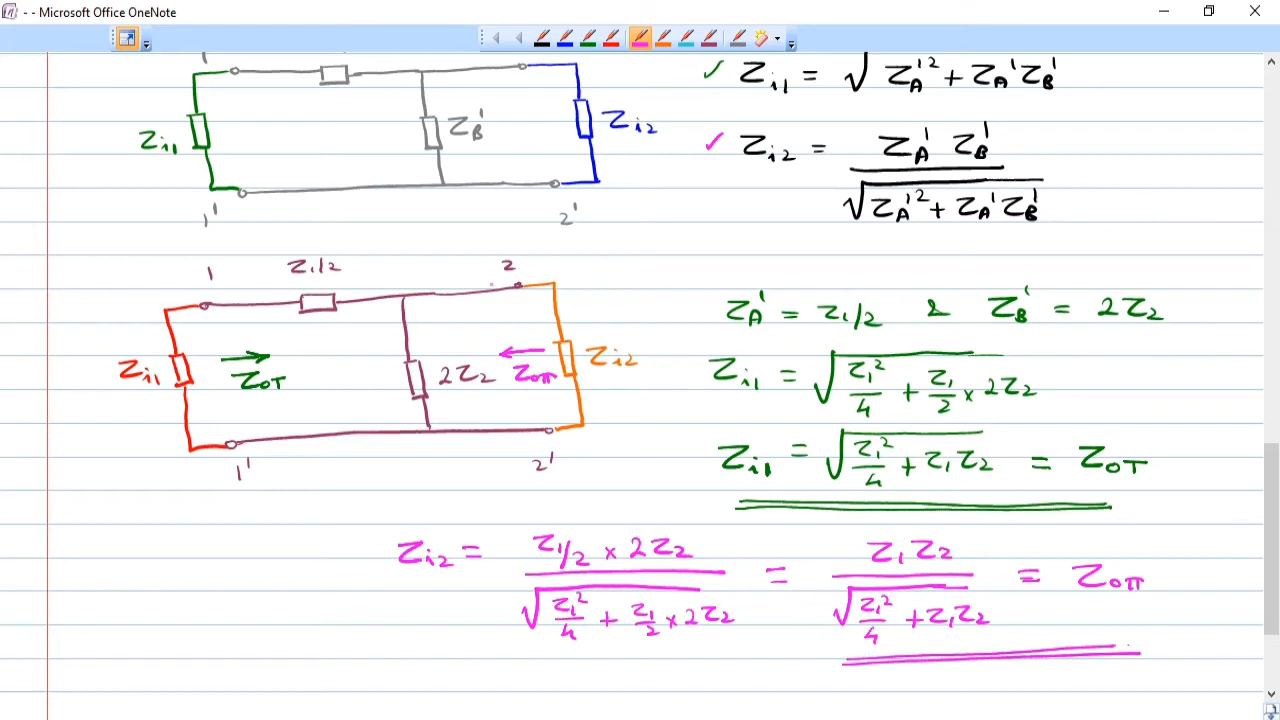 - - Microsoft Office OneNote
1
Zi1
ZB'
Zi2
1'
2'
Zi1 = √ZA'² + ZA' ZB'
Zi2 = ZA' ZB' / √ZA'² + ZA' ZB'
1
Z1/2
2
Zi1
ZOT
2Z2
ZOπ
Zi2
1'
2'
ZA' = Z1/2 & ZB' = 2Z2
Zi1 = √Z1²/4 + Z1/2 × 2Z2
Zi1 = √Z1²/4 + Z1Z2 = ZOT
Zi2 = Z1/2 × 2Z2 / √Z1²/4 + Z1/2 × 2Z2 = Z1Z2 / √Z1²/4 + Z1Z2 = ZOπ